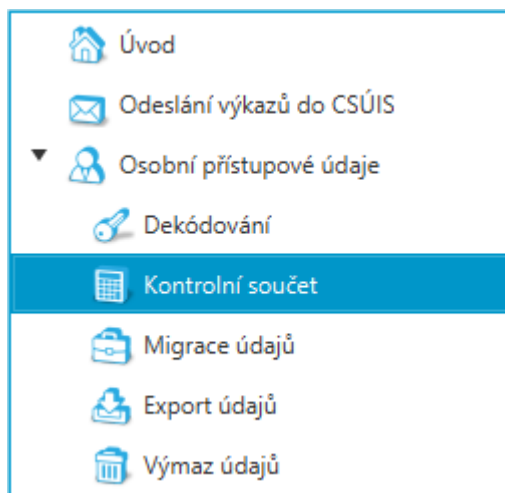 Úvod
Odeslání výkazů do CSÚIS
Osobní přístupové údaje
Dekódování
Kontrolní součet
Migrace údajů
Export údajů
Výmaz údajů